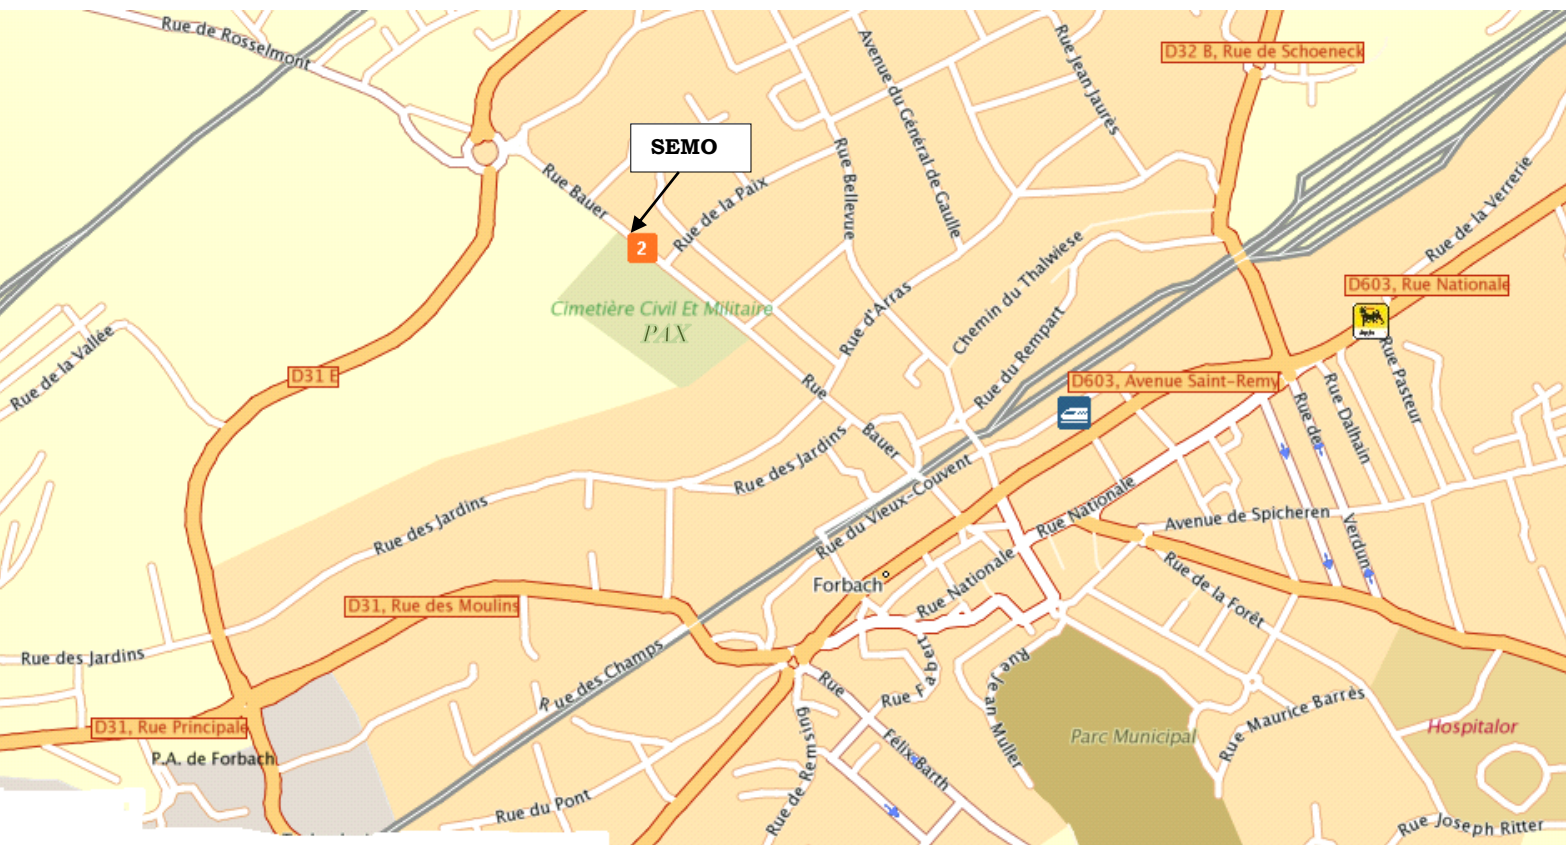 Rue de Rosselmont
Avenue du Général de Gaulle
Rue Jean Jaurès
D32 B, Rue de Schoeneck
SEMO
Rue Bauer
Rue de la Paix
Rue Bellevue
2
Rue de la Verrerie
Chemin du Thalwiese
D603, Rue Nationale
Rue d'Arras
Cimetière Civil Et Militaire
PAX
Rue du Rempart
Rue de la Vallée
D31 E
D603, Avenue Saint-Remy
Rue Pasteur
Rue Dalhain
Rue de
Verdun
Rue
Bauer
Rue des Jardins
Rue des Jardins
Rue du Vieux-Couvent
Rue Nationale
Avenue de Spicheren
Forbach
Rue Nationale
Rue de la Forêt
D31, Rue des Moulins
Rue des Jardins
Rue des Champs
Rue Fabert
Rue Jean Muller
Rue
Félix-Barth
Rue de Remsing
Rue Maurice Barrès
Parc Municipal
Hospitalor
D31, Rue Principale
P.A. de Forbach
Rue du Pont
Rue Joseph Ritter